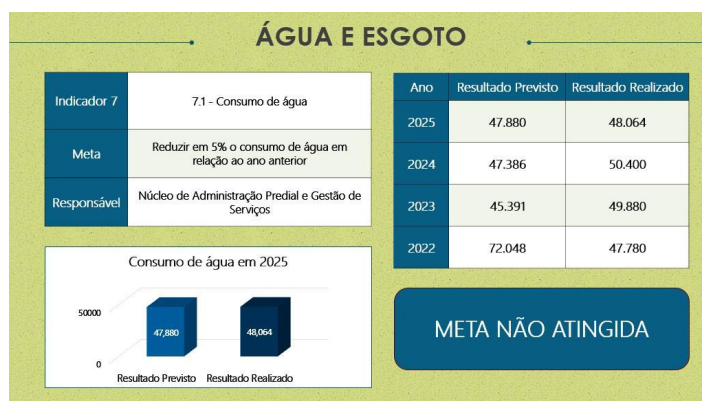 ÁGUA E ESGOTO
Indicador 7
7.1 - Consumo de água
Meta
Reduzir em 5% o consumo de água em
relação ao ano anterior
Responsável
Núcleo de Administração Predial e Gestão de
Serviços
Ano Resultado Previsto Resultado Realizado
2025 47.880 48.064
2024 47.386 50.400
2023 45.391 49.880
2022 72.048 47.780
Consumo de água em 2025
50000
0
47,880
48,064
Resultado Previsto Resultado Realizado
META NÃO ATINGIDA